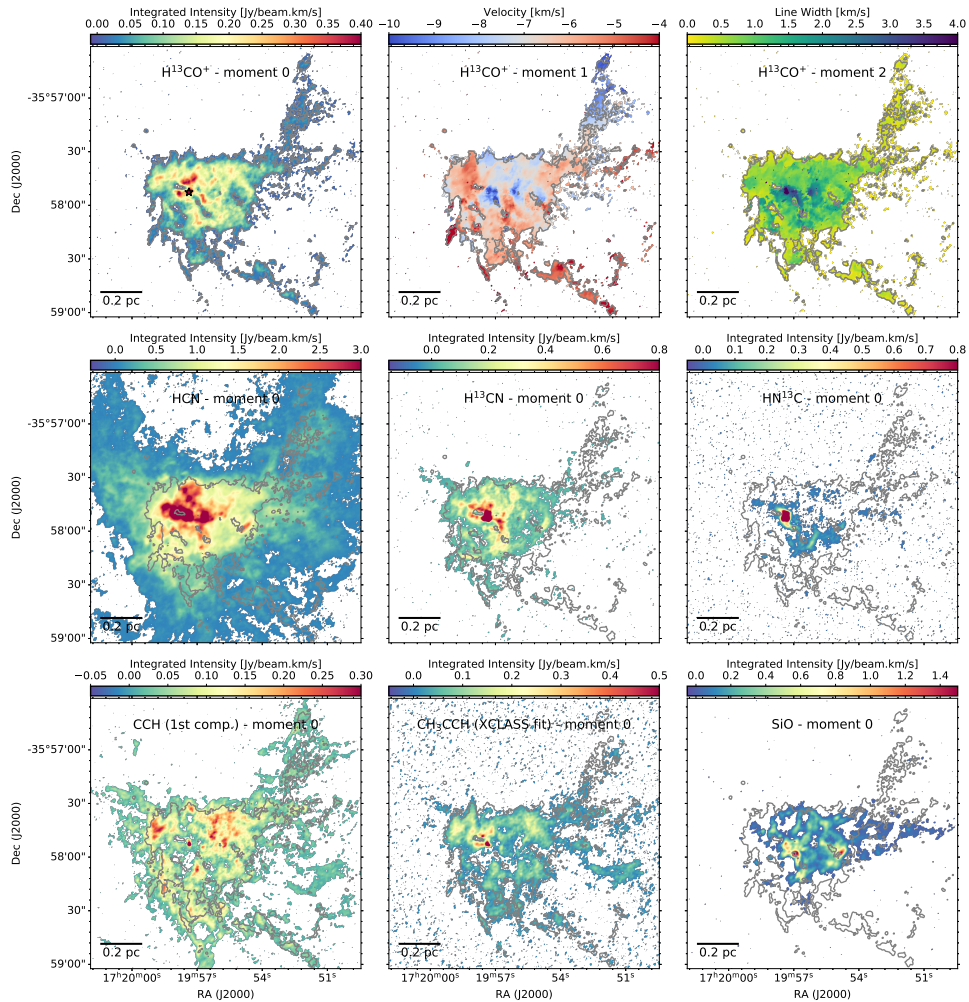 Integrated Intensity [Jy/beam.km/s] Velocity [km/s] Line Width [km/s]
0.00 0.05 0.10 0.15 0.20 0.25 0.30 0.35 0.40 −10 −9 −8 −7 −6 −5 −4 0.0 0.5 1.0 1.5 2.0 2.5 3.0 3.5 4.0
H¹³CO⁺ - moment 0 H¹³CO⁺ - moment 1 H¹³CO⁺ - moment 2
-35°57'00"
30"
Dec (J2000)
58'00"
30"
0.2 pc 0.2 pc 0.2 pc
59'00"
Integrated Intensity [Jy/beam.km/s] Integrated Intensity [Jy/beam.km/s] Integrated Intensity [Jy/beam.km/s]
0.0 0.5 1.0 1.5 2.0 2.5 3.0 0.0 0.2 0.4 0.6 0.8 0.0 0.1 0.2 0.3 0.4 0.5 0.6 0.7 0.8
HCN - moment 0 H¹³CN - moment 0 HN¹³C - moment 0
-35°57'00"
30"
Dec (J2000)
58'00"
30"
0.2 pc 0.2 pc 0.2 pc
59'00"
Integrated Intensity [Jy/beam.km/s] Integrated Intensity [Jy/beam.km/s] Integrated Intensity [Jy/beam.km/s]
−0.05 0.00 0.05 0.10 0.15 0.20 0.25 0.30 0.0 0.1 0.2 0.3 0.4 0.5 0.0 0.2 0.4 0.6 0.8 1.0 1.2 1.4
CCH (1st comp.) - moment 0 CH₃CCH (XCLASS fit) - moment 0 SiO - moment 0
-35°57'00"
30"
Dec (J2000)
58'00"
30"
0.2 pc 0.2 pc 0.2 pc
59'00"
17ʰ20ᵐ00ˢ 19ᵐ57ˢ 54ˢ 51ˢ 17ʰ20ᵐ00ˢ 19ᵐ57ˢ 54ˢ 51ˢ 17ʰ20ᵐ00ˢ 19ᵐ57ˢ 54ˢ 51ˢ
RA (J2000) RA (J2000) RA (J2000)